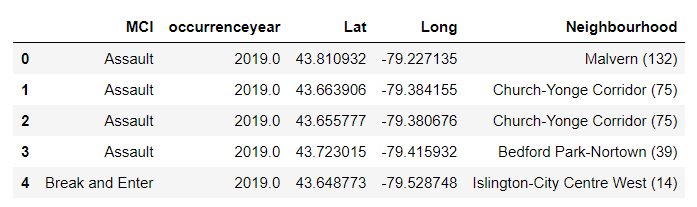 MCI occurrenceyear Lat Long Neighbourhood
0 Assault 2019.0 43.810932 -79.227135 Malvern (132)
1 Assault 2019.0 43.663906 -79.384155 Church-Yonge Corridor (75)
2 Assault 2019.0 43.655777 -79.380676 Church-Yonge Corridor (75)
3 Assault 2019.0 43.723015 -79.415932 Bedford Park-Nortown (39)
4 Break and Enter 2019.0 43.648773 -79.528748 Islington-City Centre West (14)